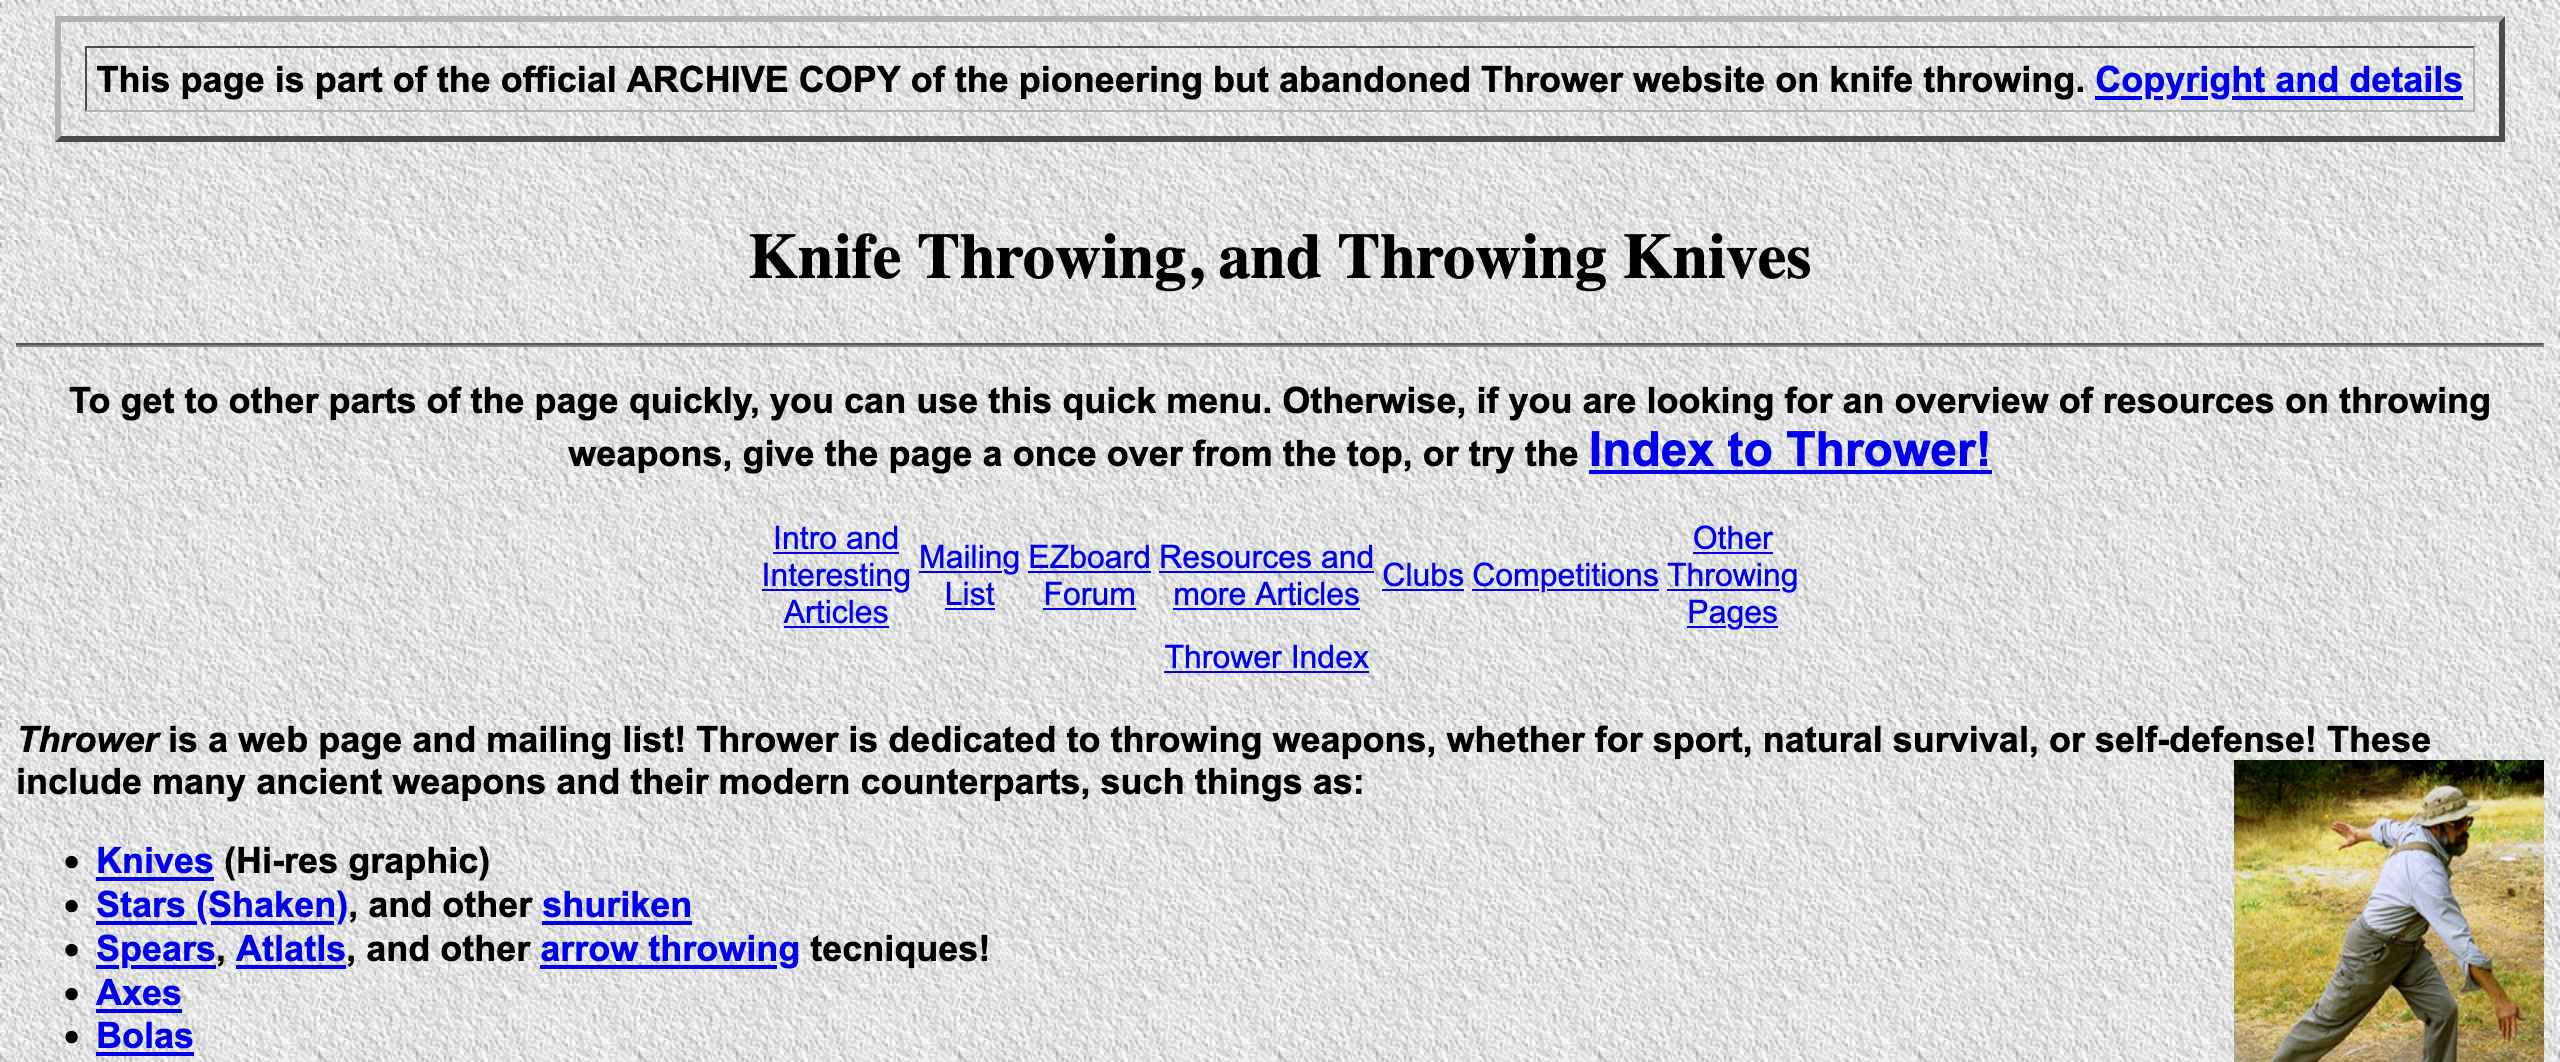 This page is part of the official ARCHIVE COPY of the pioneering but abandoned Thrower website on knife throwing. Copyright and details
Knife Throwing, and Throwing Knives
To get to other parts of the page quickly, you can use this quick menu. Otherwise, if you are looking for an overview of resources on throwing
weapons, give the page a once over from the top, or try the Index to Thrower!
Intro and
Interesting
Articles
Mailing
List
EZboard
Forum
Resources and
more Articles
Clubs
Competitions
Other
Throwing
Pages
Thrower Index
Thrower is a web page and mailing list! Thrower is dedicated to throwing weapons, whether for sport, natural survival, or self-defense! These
include many ancient weapons and their modern counterparts, such things as:
• Knives (Hi-res graphic)
• Stars (Shaken), and other shuriken
• Spears, Atlatls, and other arrow throwing tecniques!
• Axes
• Bolas